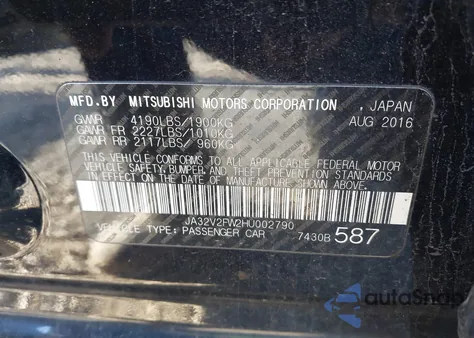 MFD.BY MITSUBISHI MOTORS CORPORATION , JAPAN
GVWR 4190LBS/1900KG AUG 2016
GAWR FR 2227LBS/1010KG
GAWR RR 2117LBS/ 960KG
THIS VEHICLE CONFORMS TO ALL APPLICABLE FEDERAL MOTOR
VEHICLE SAFETY, BUMPER, AND THEFT PREVENTION STANDARDS
IN EFFECT ON THE DATE OF MANUFACTURE SHOWN ABOVE.
JA32V2FW2HU002790
VEHICLE TYPE: PASSENGER CAR 7430B 587
autoSnap